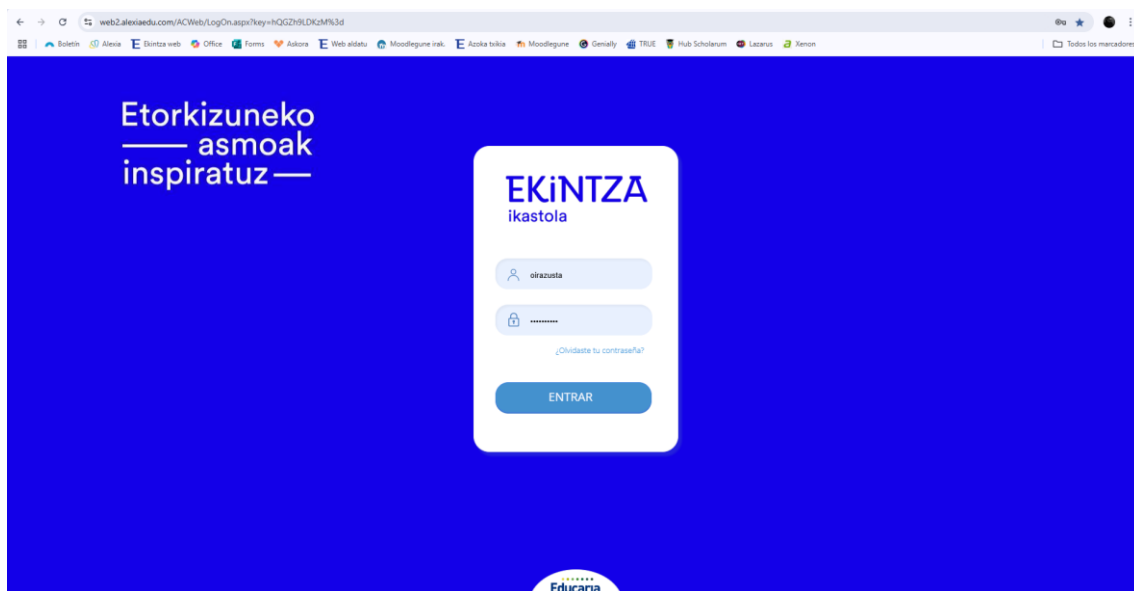 web2.alexiaedu.com/ACWeb/LogOn.aspx?key=hQGZh9LDKzM%3d
Boletín Alexia Ekintza web Office Forms Askora Web aldatu Moodlegune irak. Azoka txikia Moodlegune Genially TRUE Hub Scholarum Lazarus Xenon Todos los marcadores
Etorkizuneko
asmoak
inspiratuz
EKiNTZA
ikastola
oirazusta
¿Olvidaste tu contraseña?
ENTRAR
Educaria